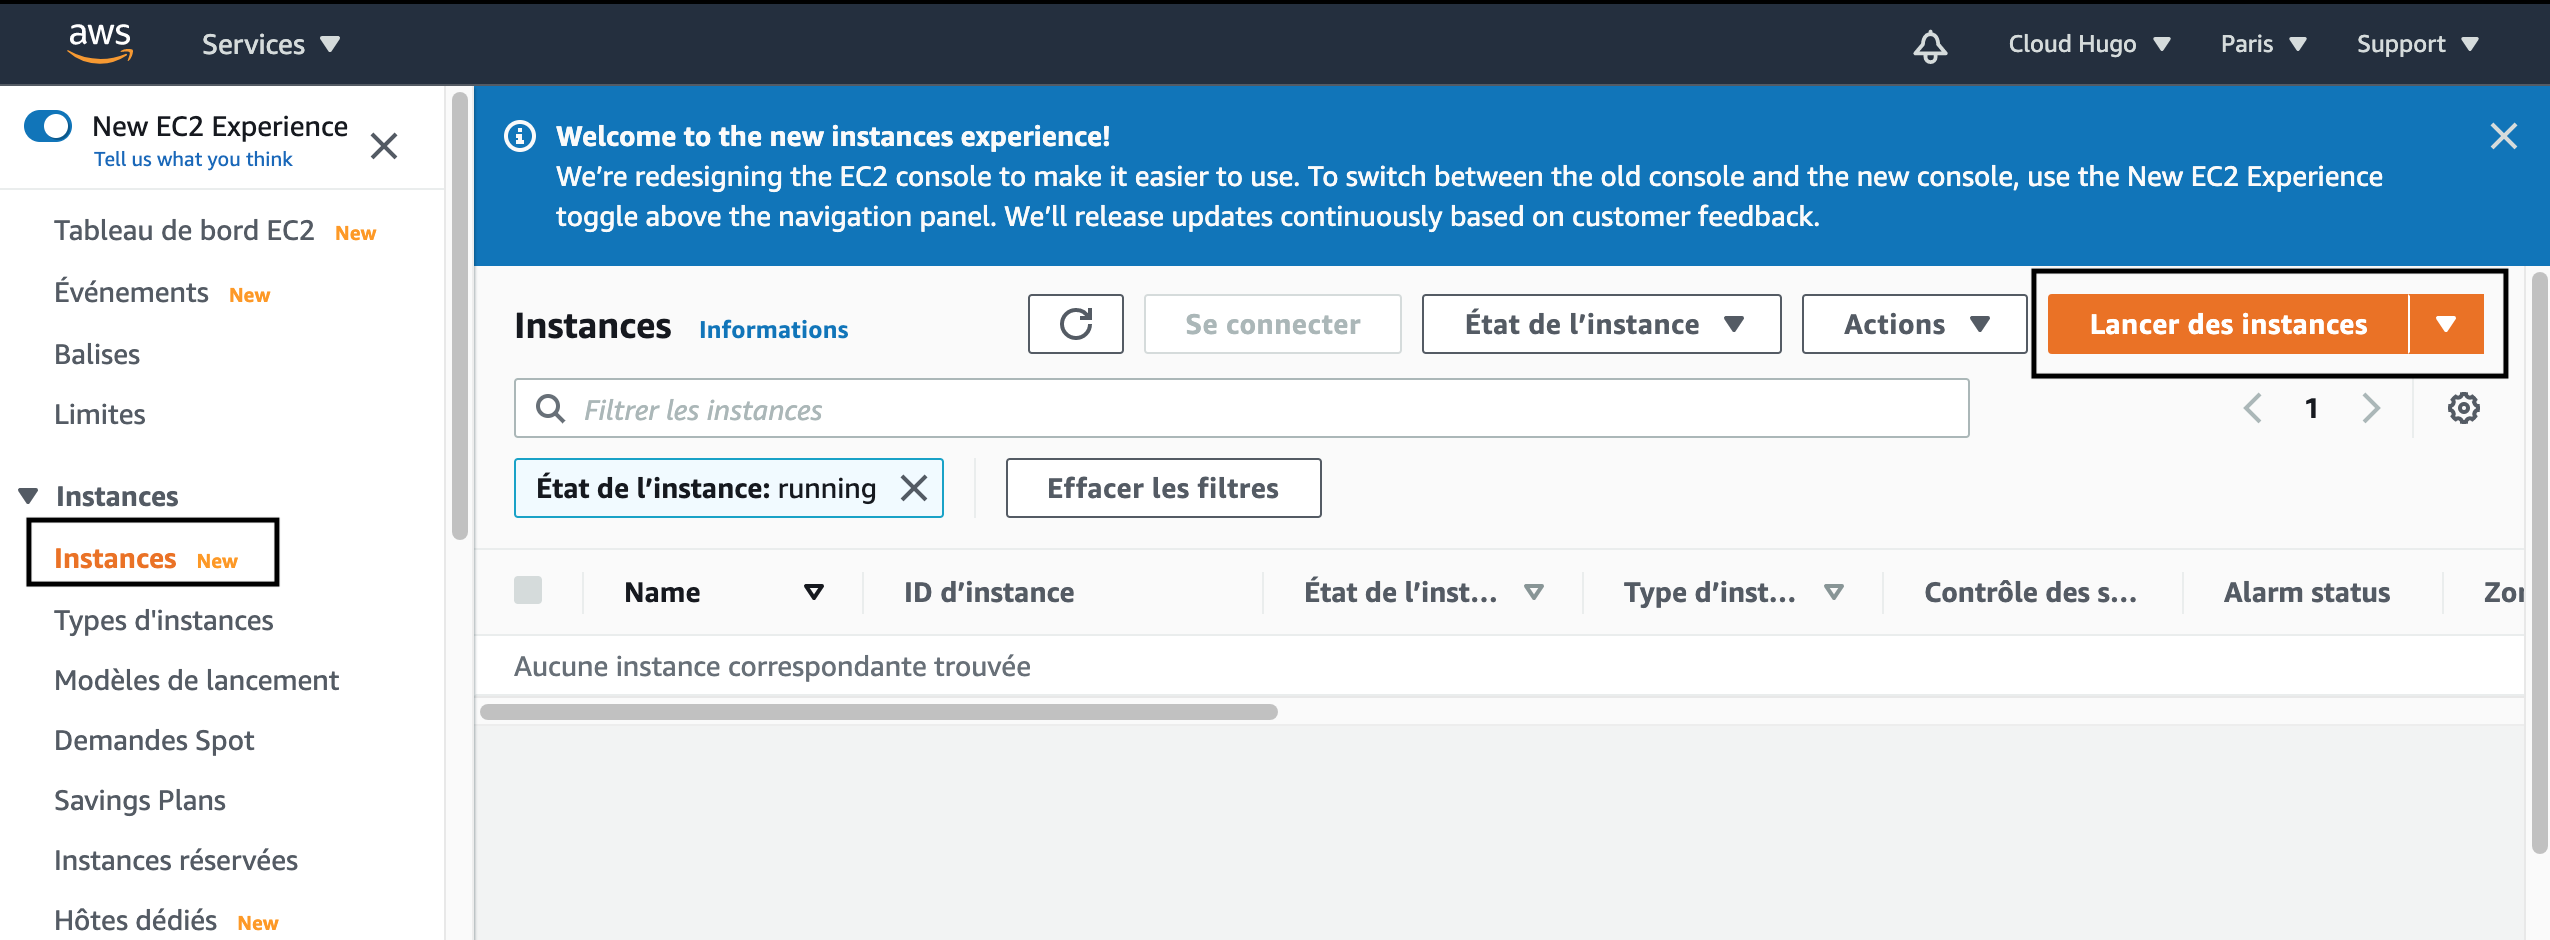 aws Services Cloud Hugo Paris Support
New EC2 Experience
Tell us what you think
Tableau de bord EC2 New
Événements New
Balises
Limites
Instances
Instances New
Types d'instances
Modèles de lancement
Demandes Spot
Savings Plans
Instances réservées
Hôtes dédiés New
Welcome to the new instances experience!
We’re redesigning the EC2 console to make it easier to use. To switch between the old console and the new console, use the New EC2 Experience
toggle above the navigation panel. We’ll release updates continuously based on customer feedback.
Instances Informations Se connecter État de l’instance Actions Lancer des instances
Filtrer les instances 1
État de l’instance: running Effacer les filtres
Name ID d’instance État de l’inst... Type d’inst... Contrôle des s... Alarm status Zor
Aucune instance correspondante trouvée